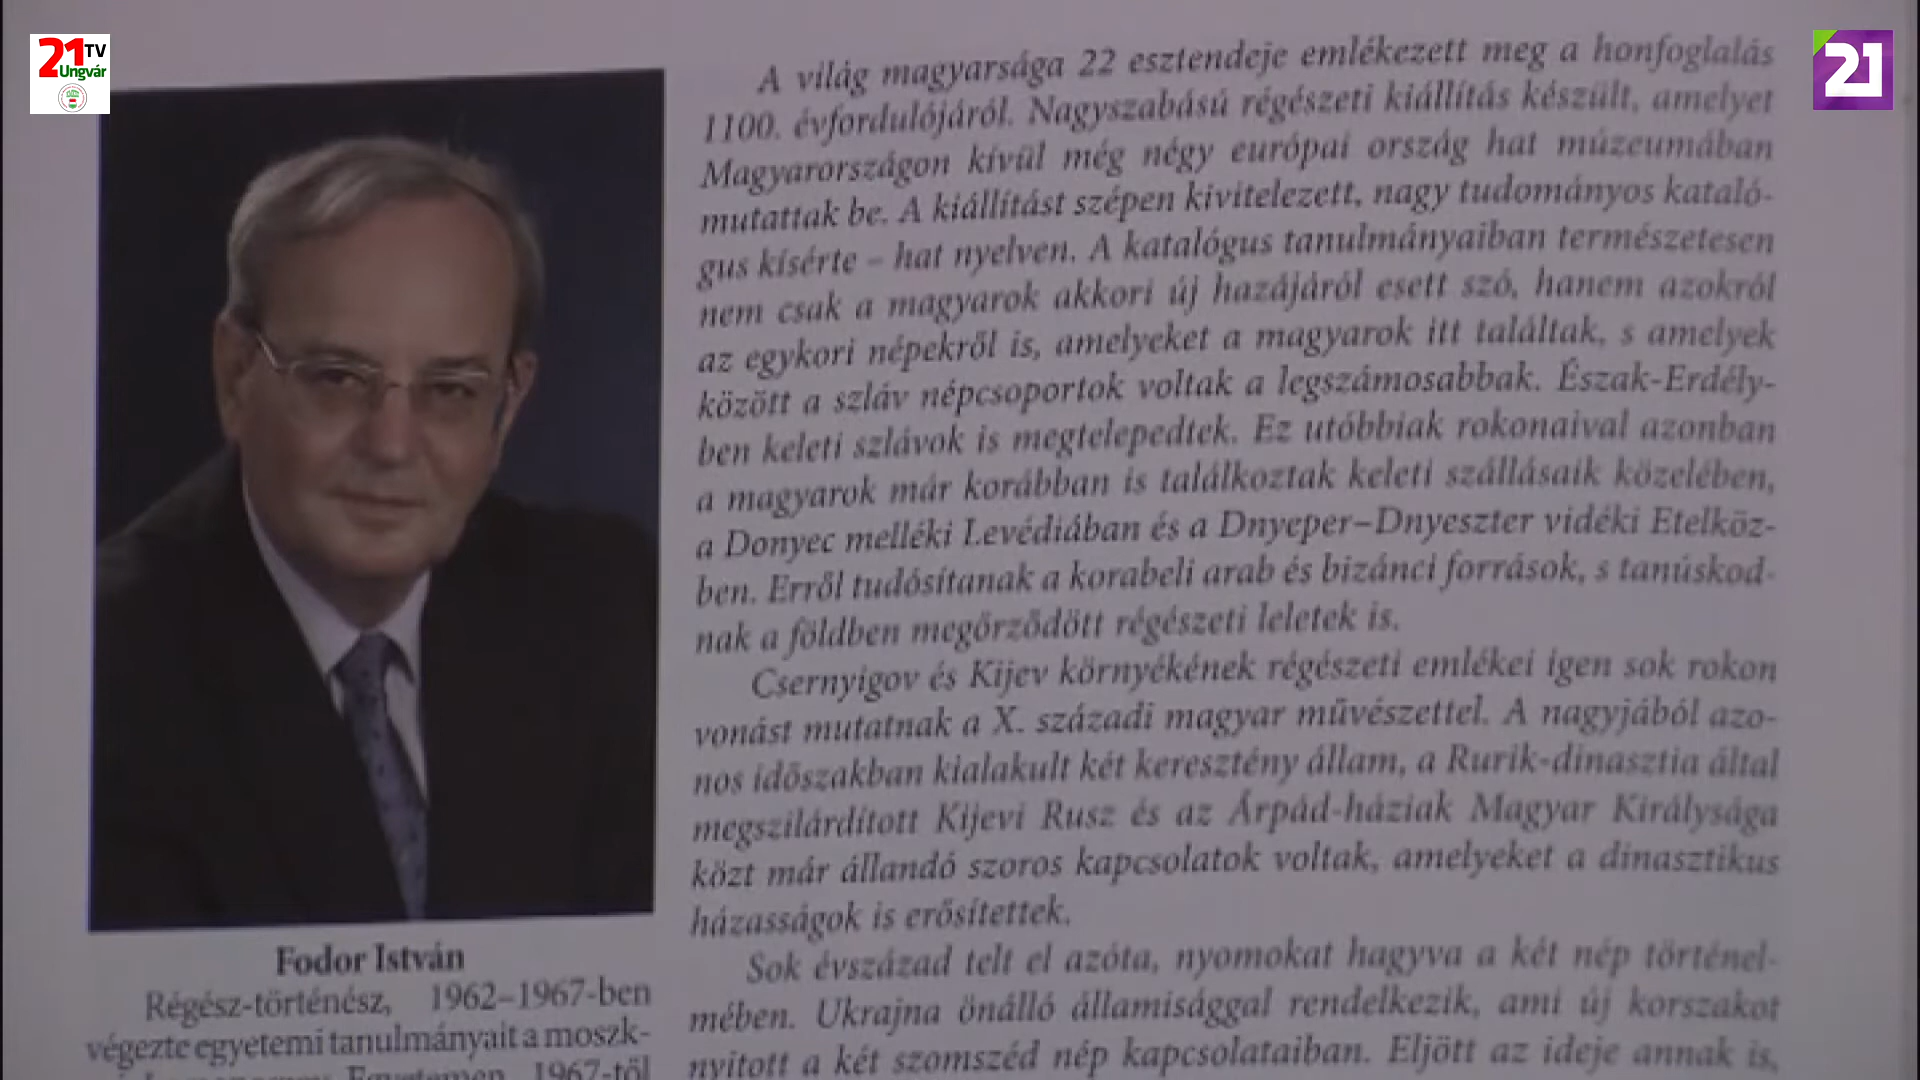 21 TV
Ungvár
21
A világ magyarsága 22 esztendeje emlékezett meg a honfoglalás
1100. évfordulójáról. Nagyszabású régészeti kiállítás készült, amelyet
Magyarországon kívül még négy európai ország hat múzeumában
mutattak be. A kiállítást szépen kivitelezett, nagy tudományos kataló-
gus kísérte – hat nyelven. A katalógus tanulmányaiban természetesen
nem csak a magyarok akkori új hazájáról esett szó, hanem azokról
az egykori népekről is, amelyeket a magyarok itt találtak, s amelyek
között a szláv népcsoportok voltak a legszámosabbak. Észak-Erdély-
ben keleti szlávok is megtelepedtek. Ez utóbbiak rokonaival azonban
a magyarok már korábban is találkoztak keleti szállásaik közelében,
a Donyec melléki Levédiában és a Dnyeper–Dnyeszter vidéki Etelköz-
ben. Erről tudósítanak a korabeli arab és bizánci források, s tanúskod-
nak a földben megőrződött régészeti leletek is.
Csernyigov és Kijev környékének régészeti emlékei igen sok rokon
vonást mutatnak a X. századi magyar művészettel. A nagyjából azo-
nos időszakban kialakult két keresztény állam, a Rurik-dinasztia által
megszilárdított Kijevi Rusz és az Árpád-háziak Magyar Királysága
közt már állandó szoros kapcsolatok voltak, amelyeket a dinasztikus
házasságok is erősítettek.
Sok évszázad telt el azóta, nyomokat hagyva a két nép történel-
mében. Ukrajna önálló államisággal rendelkezik, ami új korszakot
nyitott a két szomszéd nép kapcsolataiban. Eljött az ideje annak is,
Fodor István
Régész-történész, 1962–1967-ben
végezte egyetemi tanulmányait a moszk-
Egyetemen, 1967-től